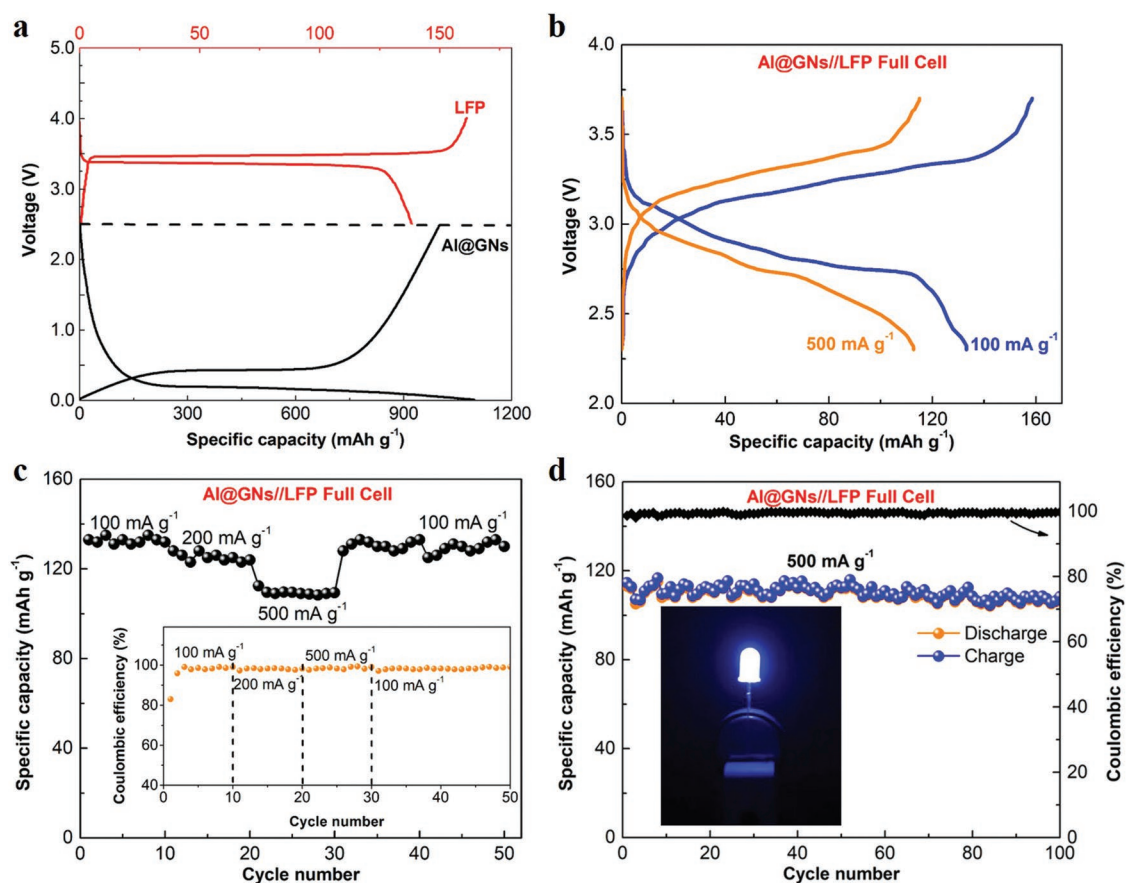 a
0 50 100 150
5.0
4.0
3.0
2.0
1.0
0.0
Voltage (V)
LFP
Al@GNs
0 300 600 900 1200
Specific capacity (mAh g⁻¹)
b
4.0
3.5
3.0
2.5
2.0
Voltage (V)
Al@GNs//LFP Full Cell
500 mA g⁻¹
100 mA g⁻¹
0 40 80 120 160
Specific capacity (mAh g⁻¹)
c
160
120
80
40
0
Specific capacity (mAh g⁻¹)
Al@GNs//LFP Full Cell
100 mA g⁻¹
200 mA g⁻¹
500 mA g⁻¹
100 mA g⁻¹
Coulombic efficiency (%)
120
100
80
60
40
100 mA g⁻¹
200 mA g⁻¹
500 mA g⁻¹
100 mA g⁻¹
0 10 20 30 40 50
Cycle number
0 10 20 30 40 50
Cycle number
d
160
120
80
40
0
Specific capacity (mAh g⁻¹)
Al@GNs//LFP Full Cell
500 mA g⁻¹
Discharge
Charge
100
80
60
40
20
0
Coulombic efficiency (%)
0 20 40 60 80 100
Cycle number